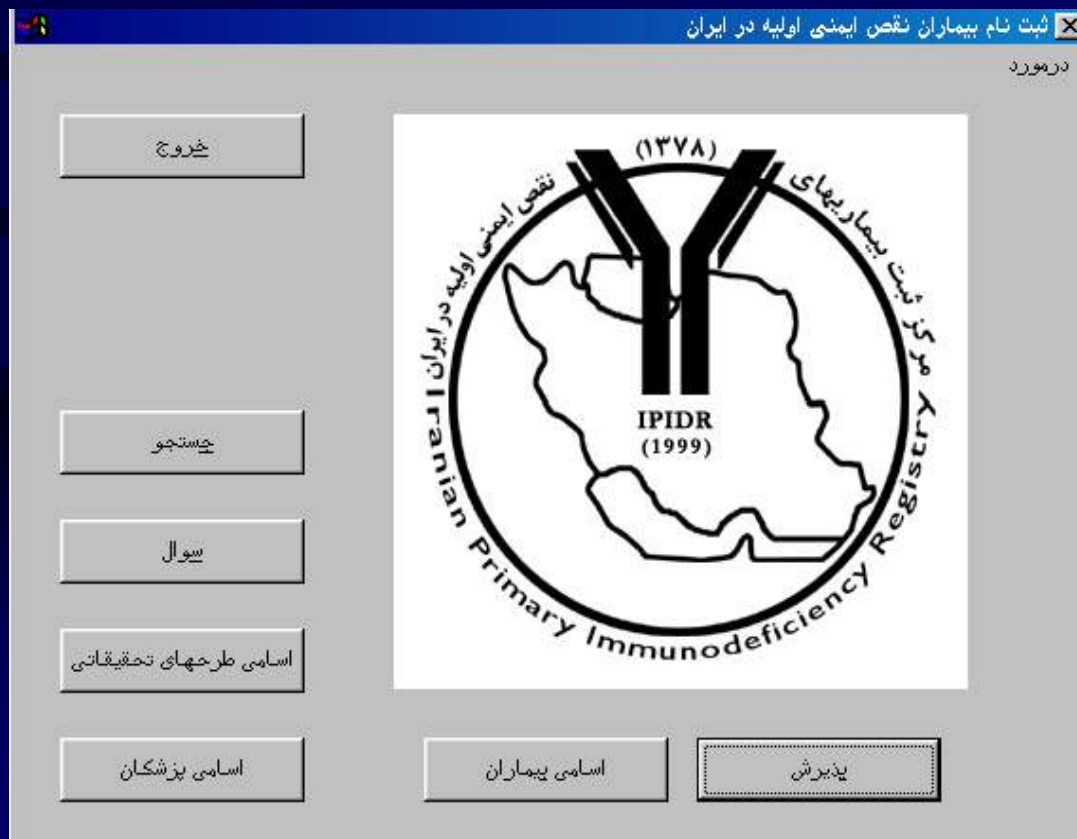 ثبت نام بیماران نقص ایمنی اولیه در ایران
درمورد
خروج
(۱۳۷۸)
مرکز ثبت بیماریهای نقص ایمنی اولیه در ایران
IPIDR
(1999)
Iranian Primary Immunodeficiency Registry
جستجو
سوال
اسامی طرحهای تحقیقاتی
پذیرش
اسامی بیماران
اسامی پزشکان